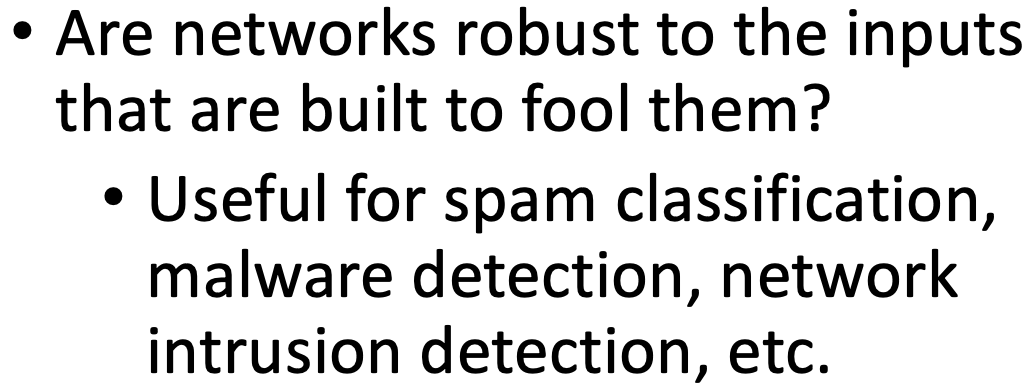 • Are networks robust to the inputs
that are built to fool them?
• Useful for spam classification,
malware detection, network
intrusion detection, etc.